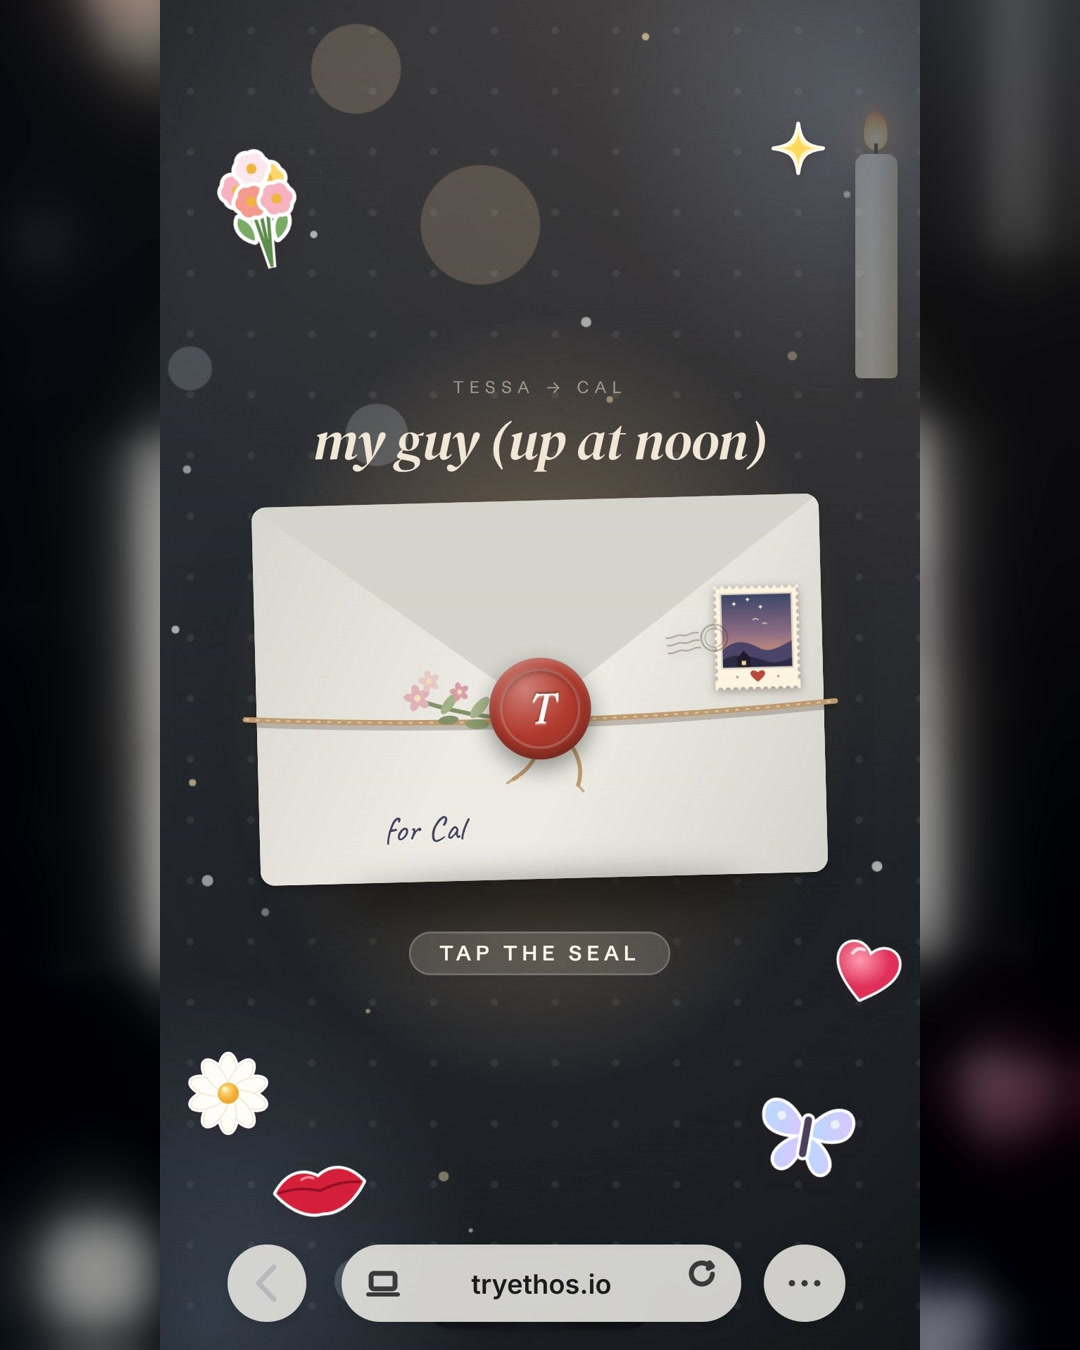 TESSA → CAL
my guy (up at noon)
T
for Cal
TAP THE SEAL
tryethos.io